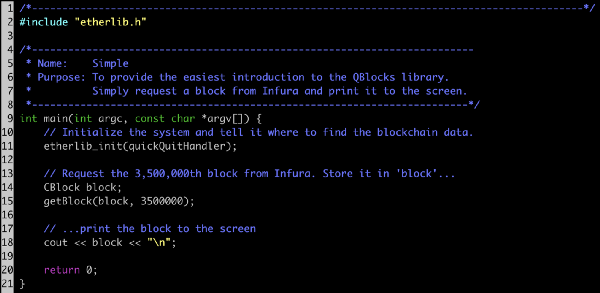 1 /*------------------------------------------------------------------------------------------*/
2 #include "etherlib.h"
3
4 /*------------------------------------------------------------------------
5  * Name:    Simple
6  * Purpose: To provide the easiest introduction to the QBlocks library.
7  *          Simply request a block from Infura and print it to the screen.
8  *-----------------------------------------------------------------------*/
9 int main(int argc, const char *argv[]) {
10     // Initialize the system and tell it where to find the blockchain data.
11     etherlib_init(quickQuitHandler);
12
13     // Request the 3,500,000th block from Infura. Store it in 'block'...
14     CBlock block;
15     getBlock(block, 3500000);
16
17     // ...print the block to the screen
18     cout << block << "\n";
19
20     return 0;
21 }